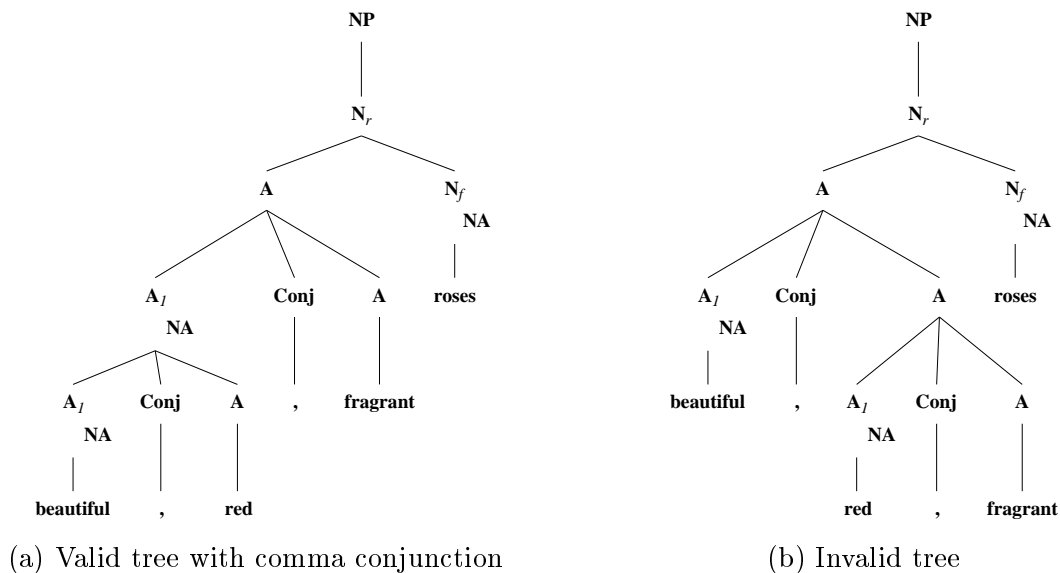 NP NP
N_r N_r
A N_f A N_f
NA NA
A_1 Conj A roses A_1 Conj A roses
NA NA
A_1 Conj A , fragrant beautiful , A_1 Conj A
NA NA
beautiful , red red , fragrant
(a) Valid tree with comma conjunction (b) Invalid tree